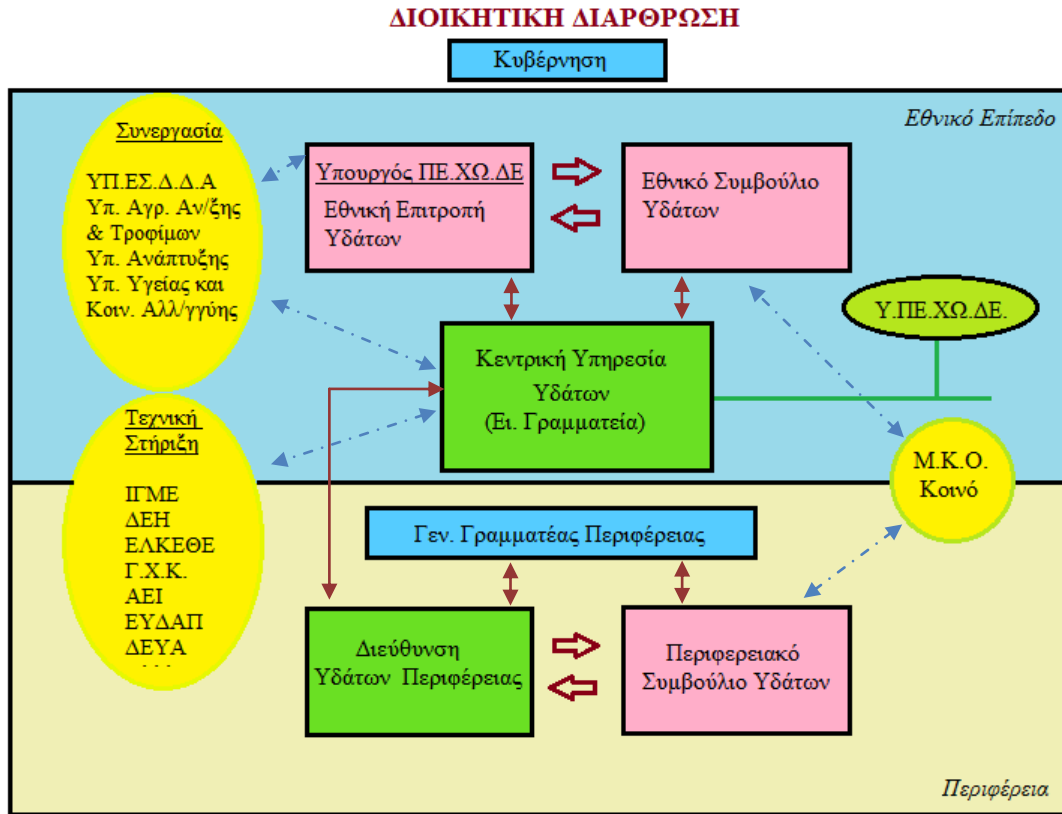 ΔΙΟΙΚΗΤΙΚΗ ΔΙΑΡΘΡΩΣΗ
Κυβέρνηση
Εθνικό Επίπεδο
Συνεργασία
ΥΠ.ΕΣ.Δ.Δ.Α
Υπ. Αγρ. Αν/ξης
& Τροφίμων
Υπ. Ανάπτυξης
Υπ. Υγείας και
Κοιν. Αλλ/γγύης
Υπουργός ΠΕ.ΧΩ.ΔΕ
Εθνική Επιτροπή
Υδάτων
Εθνικό Συμβούλιο
Υδάτων
Υ.ΠΕ.ΧΩ.ΔΕ.
Κεντρική Υπηρεσία
Υδάτων
(Ει. Γραμματεία)
Τεχνική
Στήριξη
ΙΓΜΕ
ΔΕΗ
ΕΛΚΕΘΕ
Γ.Χ.Κ.
ΑΕΙ
ΕΥΔΑΠ
ΔΕΥΑ
. . .
Μ.Κ.Ο.
Κοινό
Γεν. Γραμματέας Περιφέρειας
Διεύθυνση
Υδάτων Περιφέρειας
Περιφερειακό
Συμβούλιο Υδάτων
Περιφέρεια